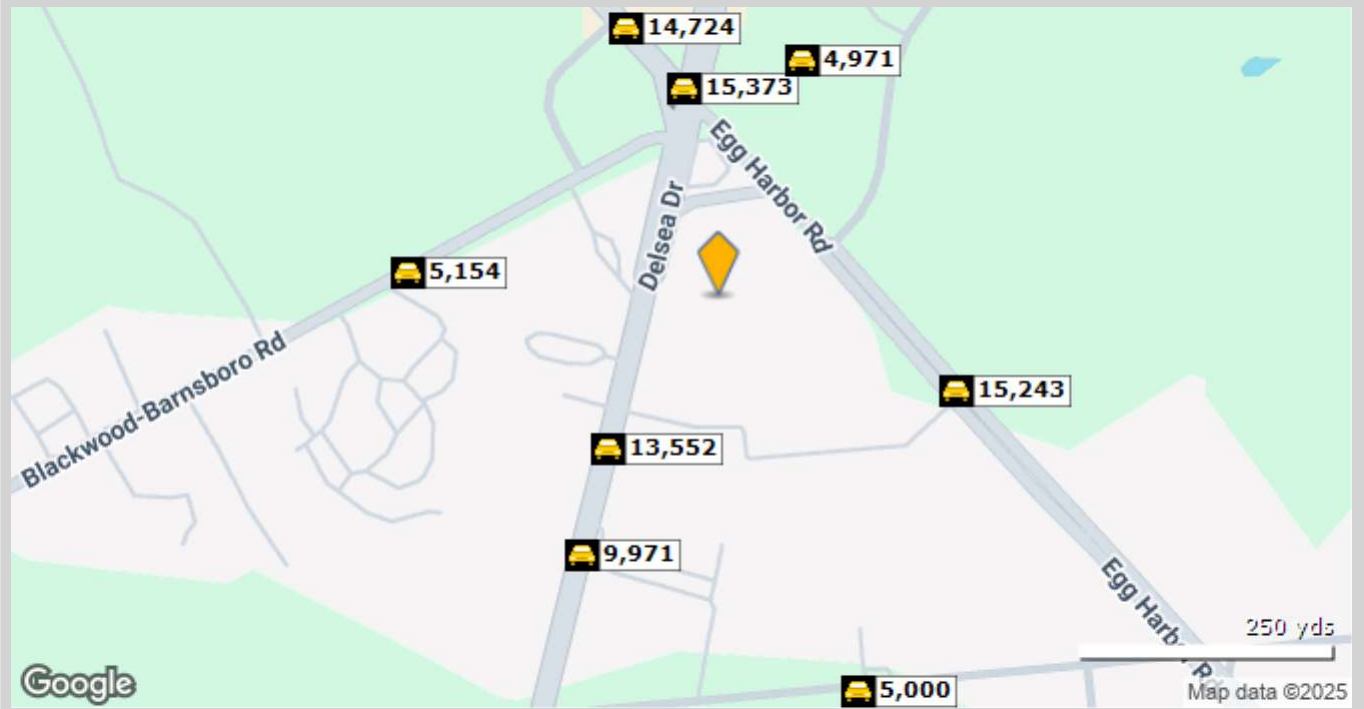 14,724
4,971
15,373
Egg Harbor Rd
Delsea Dr
5,154
Blackwood-Barnsboro Rd
15,243
13,552
9,971
Egg Harbor Rd
250 yds
5,000
Google
Map data ©2025